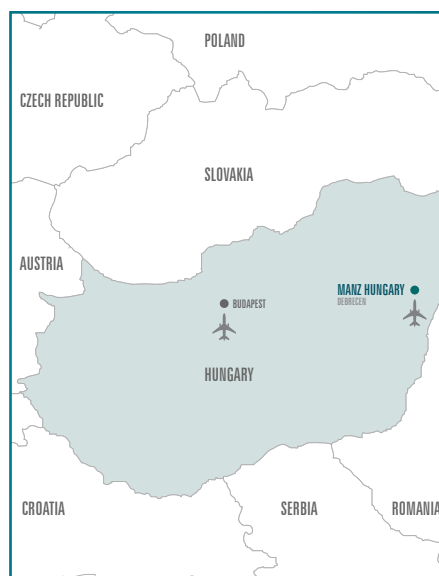 POLAND
CZECH REPUBLIC
SLOVAKIA
AUSTRIA
MANZ HUNGARY
DEBRECEN
BUDAPEST
HUNGARY
CROATIA
SERBIA
ROMANIA